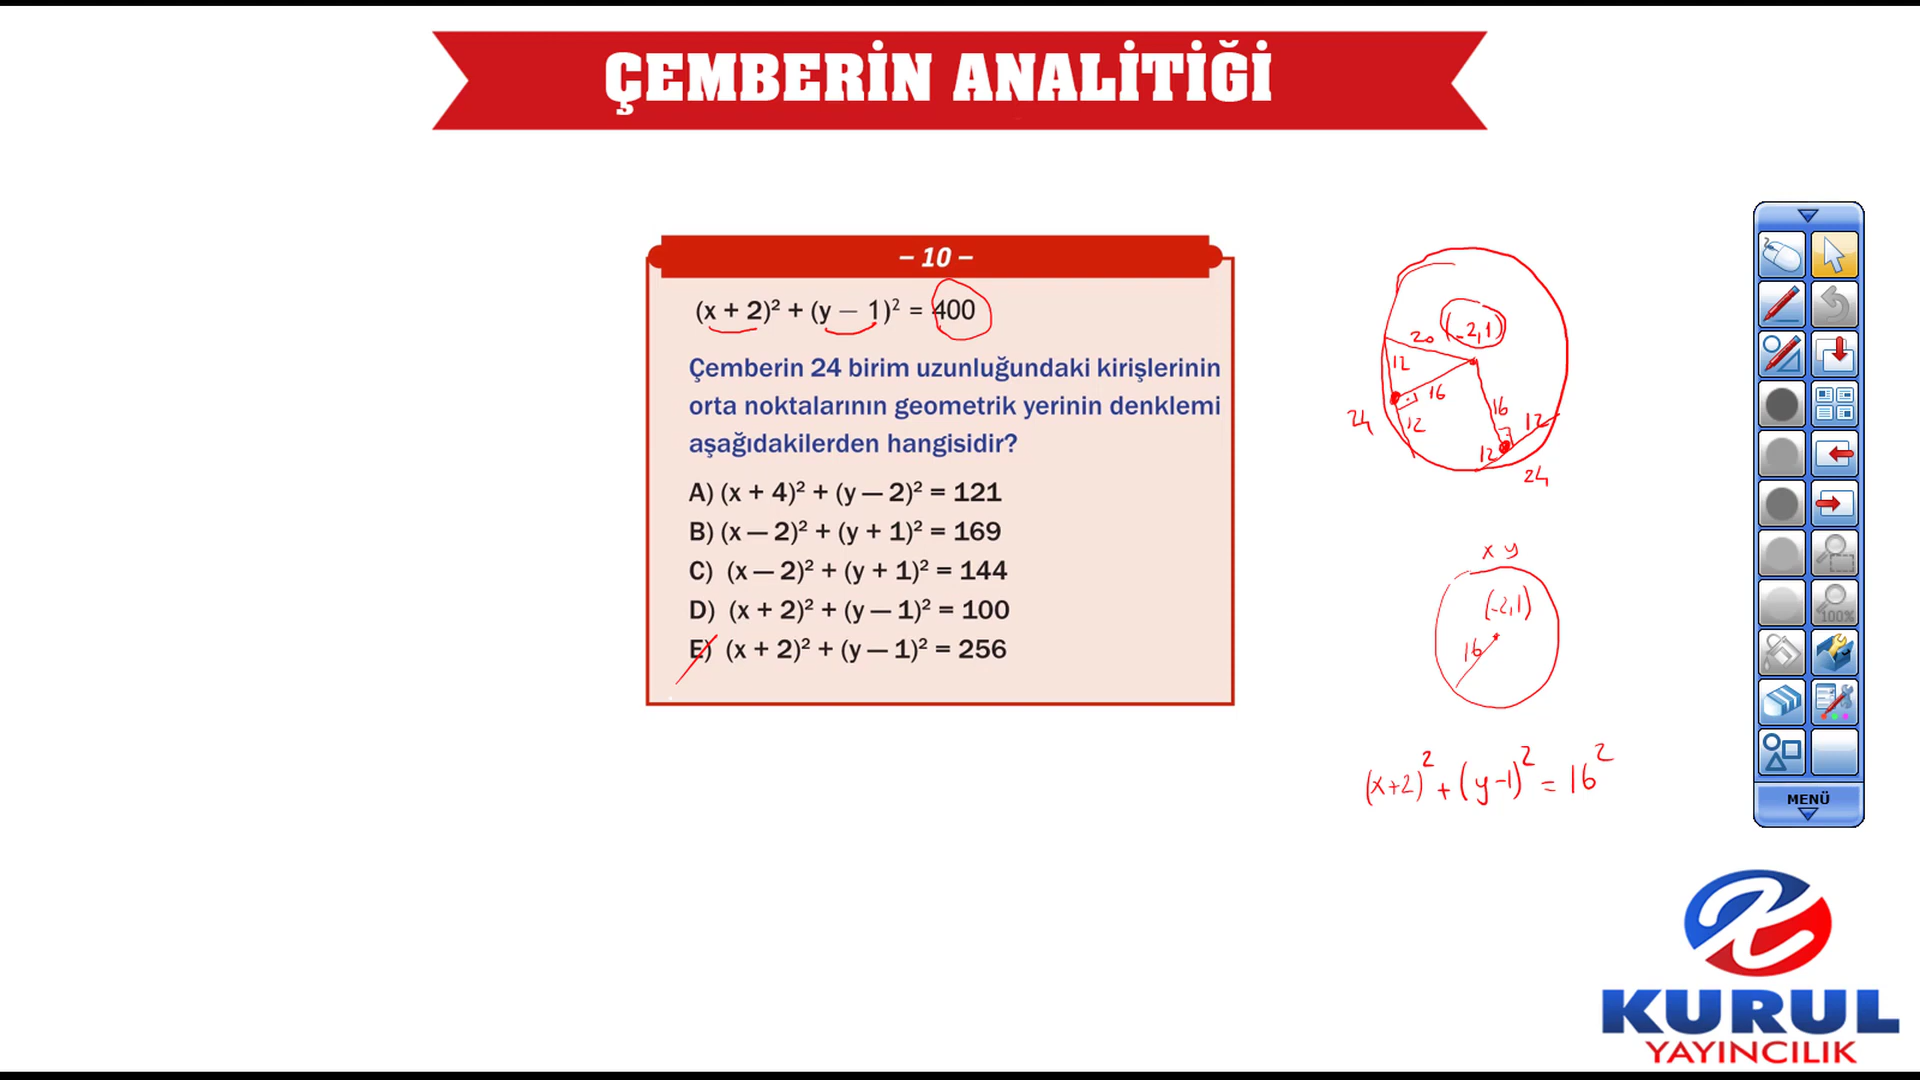 ÇEMBERİN ANALİTİĞİ
– 10 –
(x + 2)² + (y – 1)² = 400
Çemberin 24 birim uzunluğundaki kirişlerinin
orta noktalarının geometrik yerinin denklemi
aşağıdakilerden hangisidir?
A) (x + 4)² + (y – 2)² = 121
B) (x – 2)² + (y + 1)² = 169
C) (x – 2)² + (y + 1)² = 144
D) (x + 2)² + (y – 1)² = 100
E) (x + 2)² + (y – 1)² = 256
20 (-2,1)
12
16
24 12
16 12
12
24
x y
(-2,1)
16
(x+2)² + (y-1)² = 16²
100%
MENÜ
KURUL
YAYINCILIK